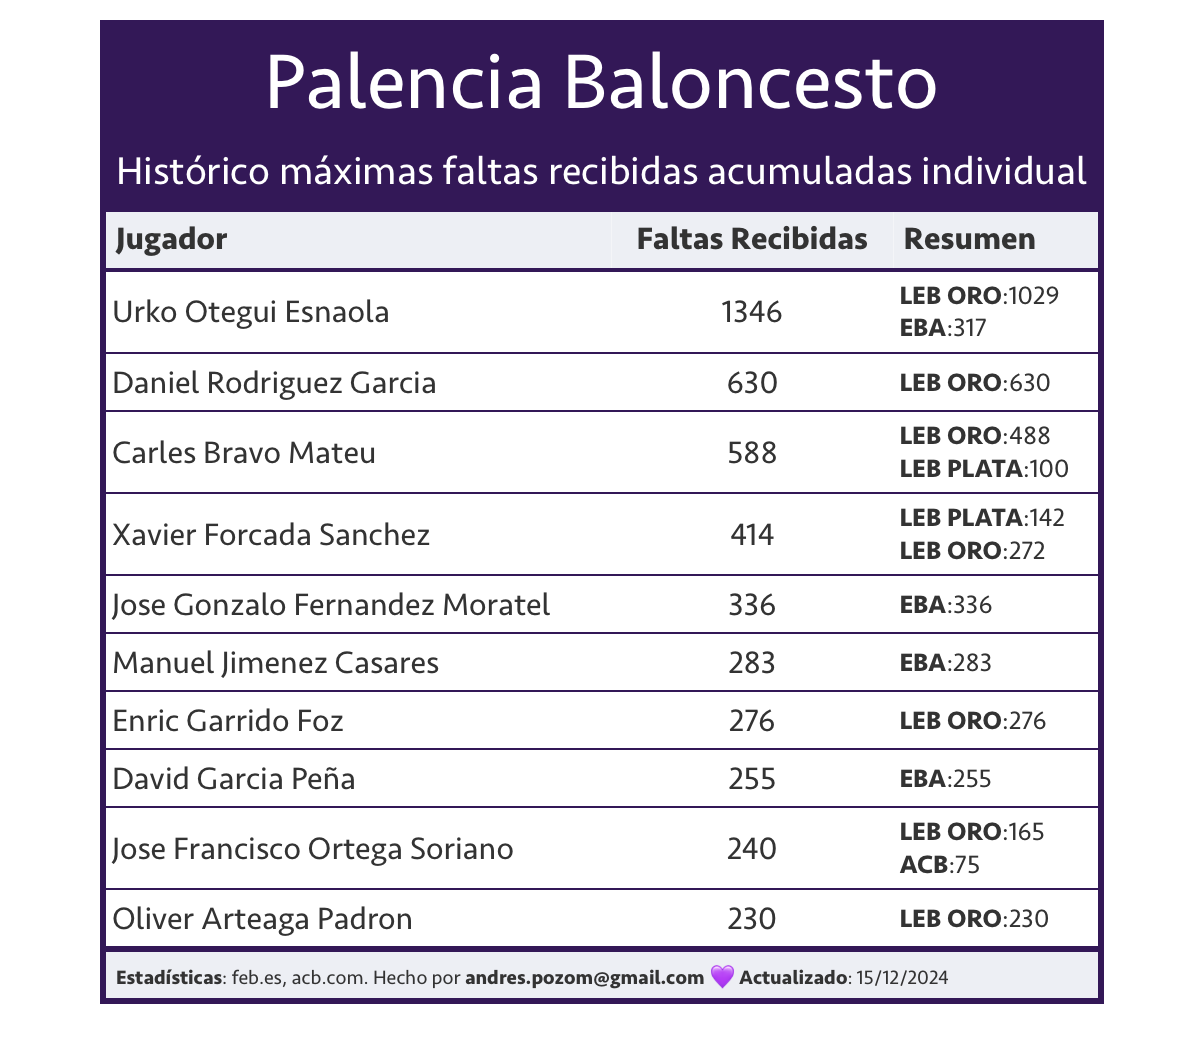 Palencia Baloncesto
Histórico máximas faltas recibidas acumuladas individual
Jugador Faltas Recibidas Resumen
Urko Otegui Esnaola 1346 LEB ORO:1029
EBA:317
Daniel Rodriguez Garcia 630 LEB ORO:630
Carles Bravo Mateu 588 LEB ORO:488
LEB PLATA:100
Xavier Forcada Sanchez 414 LEB PLATA:142
LEB ORO:272
Jose Gonzalo Fernandez Moratel 336 EBA:336
Manuel Jimenez Casares 283 EBA:283
Enric Garrido Foz 276 LEB ORO:276
David Garcia Peña 255 EBA:255
Jose Francisco Ortega Soriano 240 LEB ORO:165
ACB:75
Oliver Arteaga Padron 230 LEB ORO:230
Estadísticas: feb.es, acb.com. Hecho por andres.pozom@gmail.com 💜 Actualizado: 15/12/2024